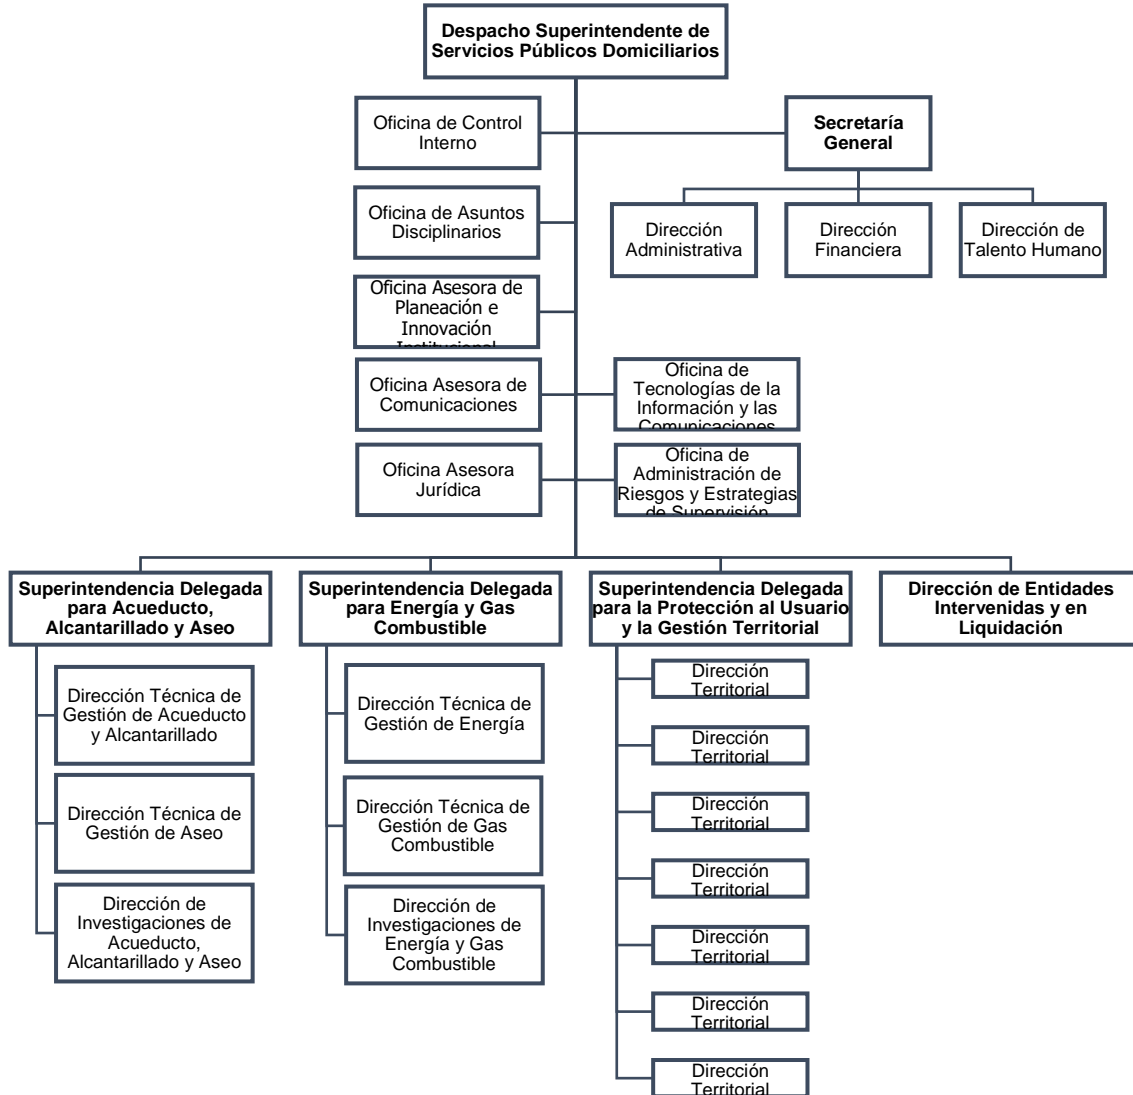 Despacho Superintendente de
Servicios Públicos Domiciliarios
Oficina de Control
Interno
Secretaría
General
Oficina de Asuntos
Disciplinarios
Dirección
Administrativa
Dirección
Financiera
Dirección de
Talento Humano
Oficina Asesora de
Planeación e
Innovación
Institucional
Oficina Asesora de
Comunicaciones
Oficina de
Tecnologías de la
Información y las
Comunicaciones
Oficina Asesora
Jurídica
Oficina de
Administración de
Riesgos y Estrategias
de Supervisión
Superintendencia Delegada
para Acueducto,
Alcantarillado y Aseo
Superintendencia Delegada
para Energía y Gas
Combustible
Superintendencia Delegada
para la Protección al Usuario
y la Gestión Territorial
Dirección de Entidades
Intervenidas y en
Liquidación
Dirección Técnica de
Gestión de Acueducto
y Alcantarillado
Dirección Técnica de
Gestión de Aseo
Dirección de
Investigaciones de
Acueducto,
Alcantarillado y Aseo
Dirección Técnica de
Gestión de Energía
Dirección Técnica de
Gestión de Gas
Combustible
Dirección de
Investigaciones de
Energía y Gas
Combustible
Dirección
Territorial
Dirección
Territorial
Dirección
Territorial
Dirección
Territorial
Dirección
Territorial
Dirección
Territorial
Dirección
Territorial